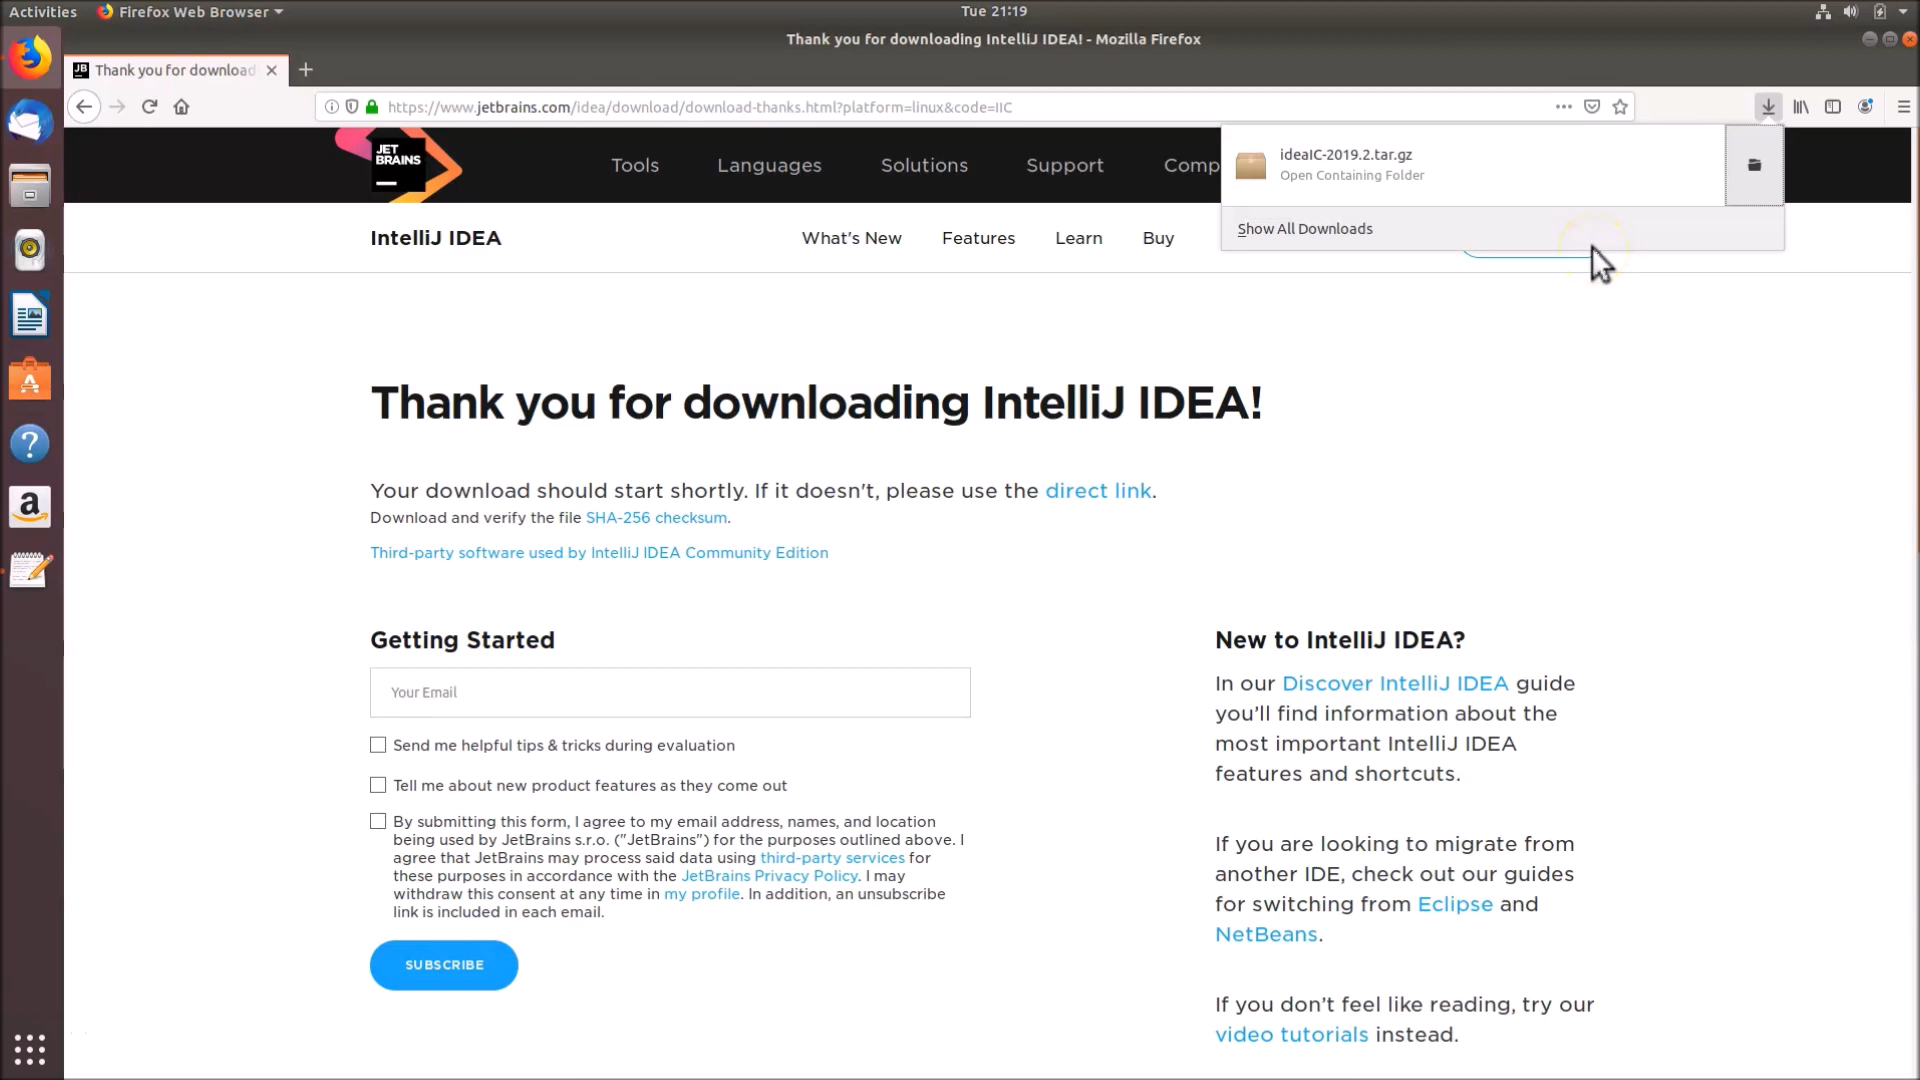 Activities
Firefox Web Browser
Tue 21:19
Thank you for downloading IntelliJ IDEA! - Mozilla Firefox
JB
Thank you for download
https://www.jetbrains.com/idea/download/download-thanks.html?platform=linux&code=IIC
JET
BRAINS
Tools
Languages
Solutions
Support
Comp
ideaIC-2019.2.tar.gz
Open Containing Folder
Show All Downloads
IntelliJ IDEA
What's New
Features
Learn
Buy
Thank you for downloading IntelliJ IDEA!
Your download should start shortly. If it doesn't, please use the direct link.
Download and verify the file SHA-256 checksum.
Third-party software used by IntelliJ IDEA Community Edition
Getting Started
Your Email
Send me helpful tips & tricks during evaluation
Tell me about new product features as they come out
By submitting this form, I agree to my email address, names, and location
being used by JetBrains s.r.o. ("JetBrains") for the purposes outlined above. I
agree that JetBrains may process said data using third-party services for
these purposes in accordance with the JetBrains Privacy Policy. I may
withdraw this consent at any time in my profile. In addition, an unsubscribe
link is included in each email.
SUBSCRIBE
New to IntelliJ IDEA?
In our Discover IntelliJ IDEA guide
you'll find information about the
most important IntelliJ IDEA
features and shortcuts.
If you are looking to migrate from
another IDE, check out our guides
for switching from Eclipse and
NetBeans.
If you don't feel like reading, try our
video tutorials instead.